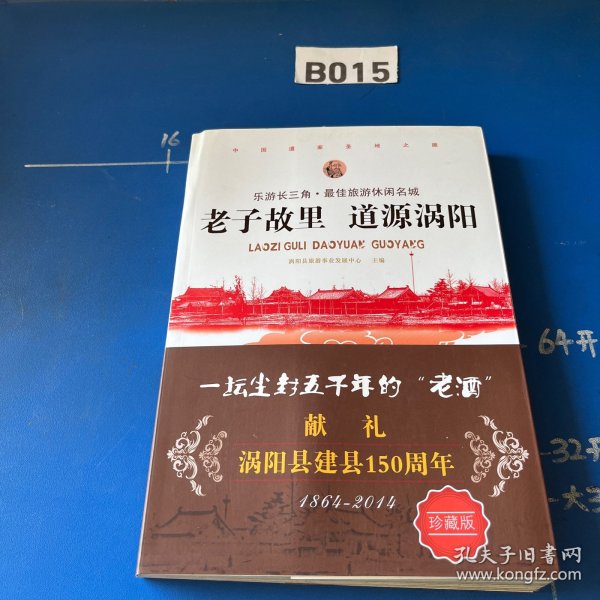 B015
16
中国道家圣地之旅
乐游长三角·最佳旅游休闲名城
老子故里 道源涡阳
LAOZI GULI DAOYUAN GUOYANG
涡阳县旅游事业发展中心 主编
一坛尘封五千年的“老酒”
献礼
涡阳县建县150周年
1864-2014
珍藏版
64开
32开
大
孔夫子旧书网
www.kongfz.com